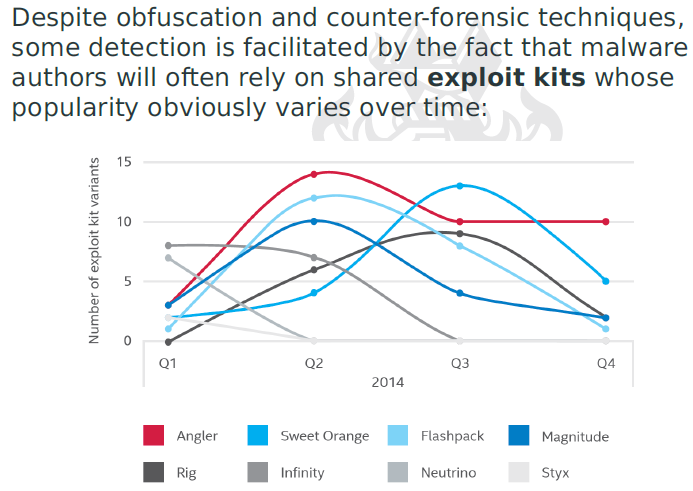 Despite obfuscation and counter-forensic techniques,
some detection is facilitated by the fact that malware
authors will often rely on shared exploit kits whose
popularity obviously varies over time:
Number of exploit kit variants
15
10
5
0
Q1 Q2 Q3 Q4
2014
Angler Sweet Orange Flashpack Magnitude
Rig Infinity Neutrino Styx